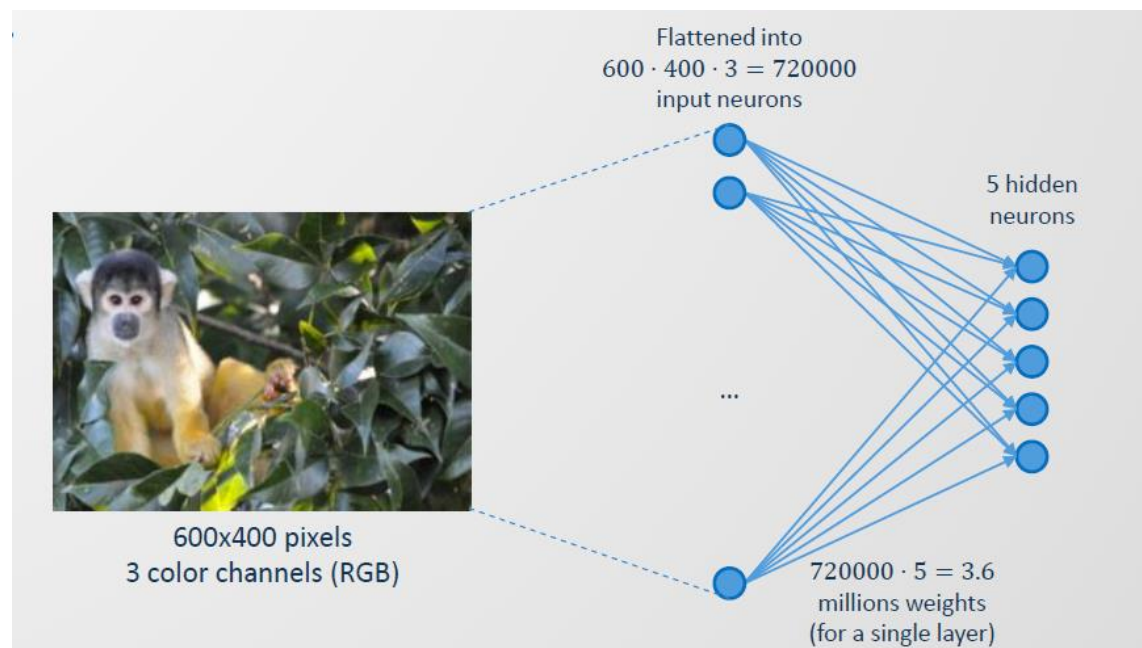 Flattened into
600 · 400 · 3 = 720000
input neurons
5 hidden
neurons
...
600x400 pixels
3 color channels (RGB)
720000 · 5 = 3.6
millions weights
(for a single layer)